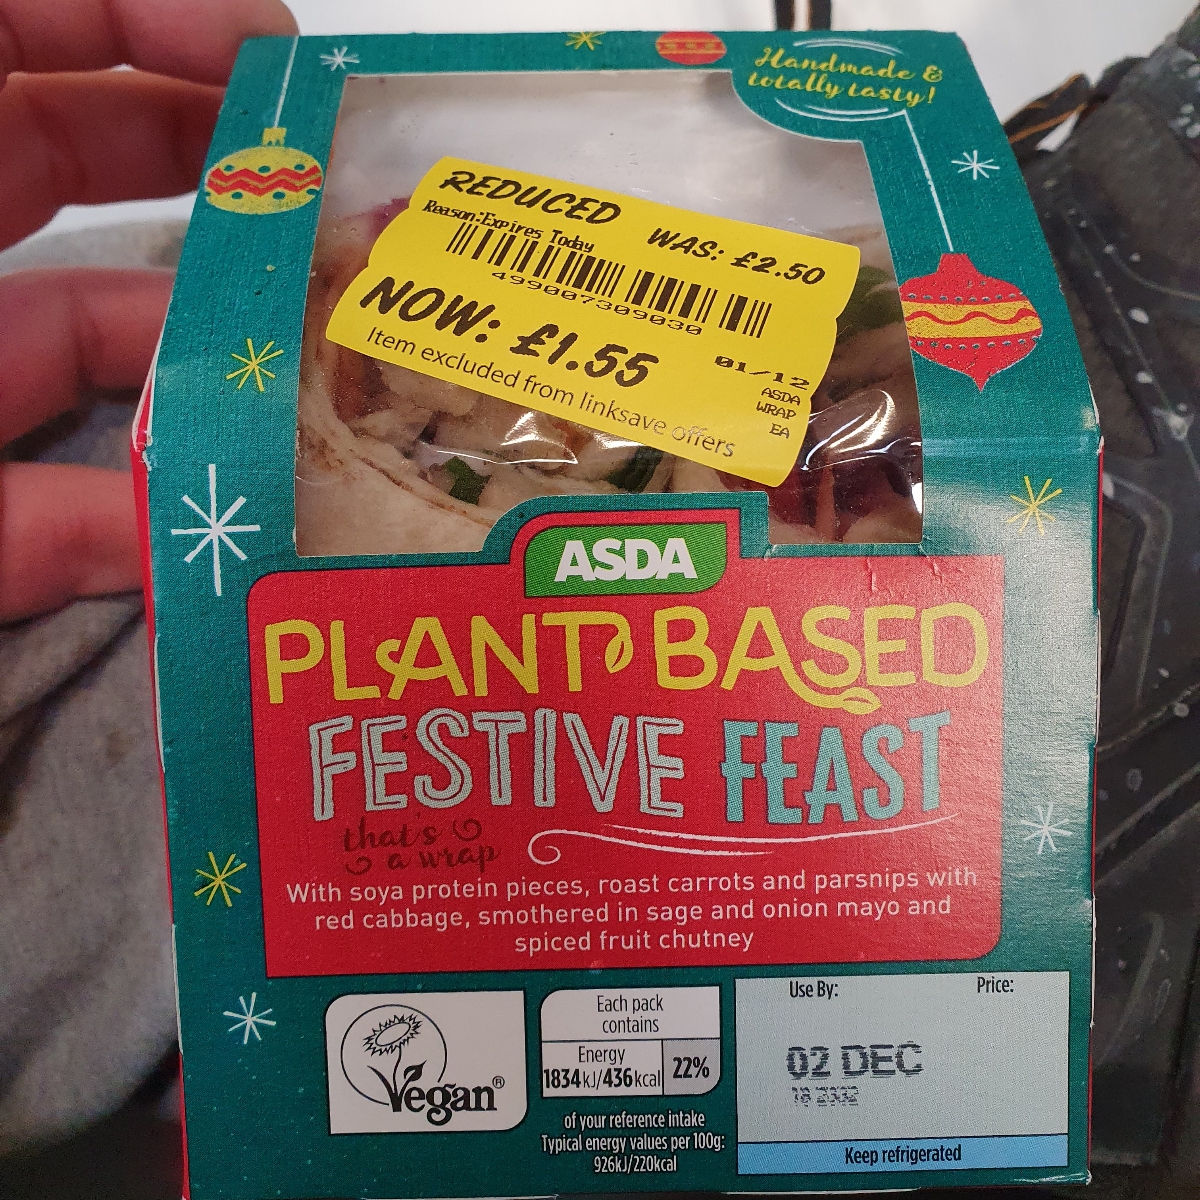 Handmade &
totally tasty!
REDUCED WAS: £2.50
Reason:Expires Today
499007309030
NOW: £1.55
01/12
ASDA
WRAP
EA
Item excluded from linksave offers
ASDA
PLANT BASED
FESTIVE FEAST
that's
a wrap
With soya protein pieces, roast carrots and parsnips with
red cabbage, smothered in sage and onion mayo and
spiced fruit chutney
Vegan®
Each pack
contains
Energy
1834kJ/436kcal 22%
of your reference intake
Typical energy values per 100g:
926kJ/220kcal
Use By: Price:
02 DEC
Keep refrigerated